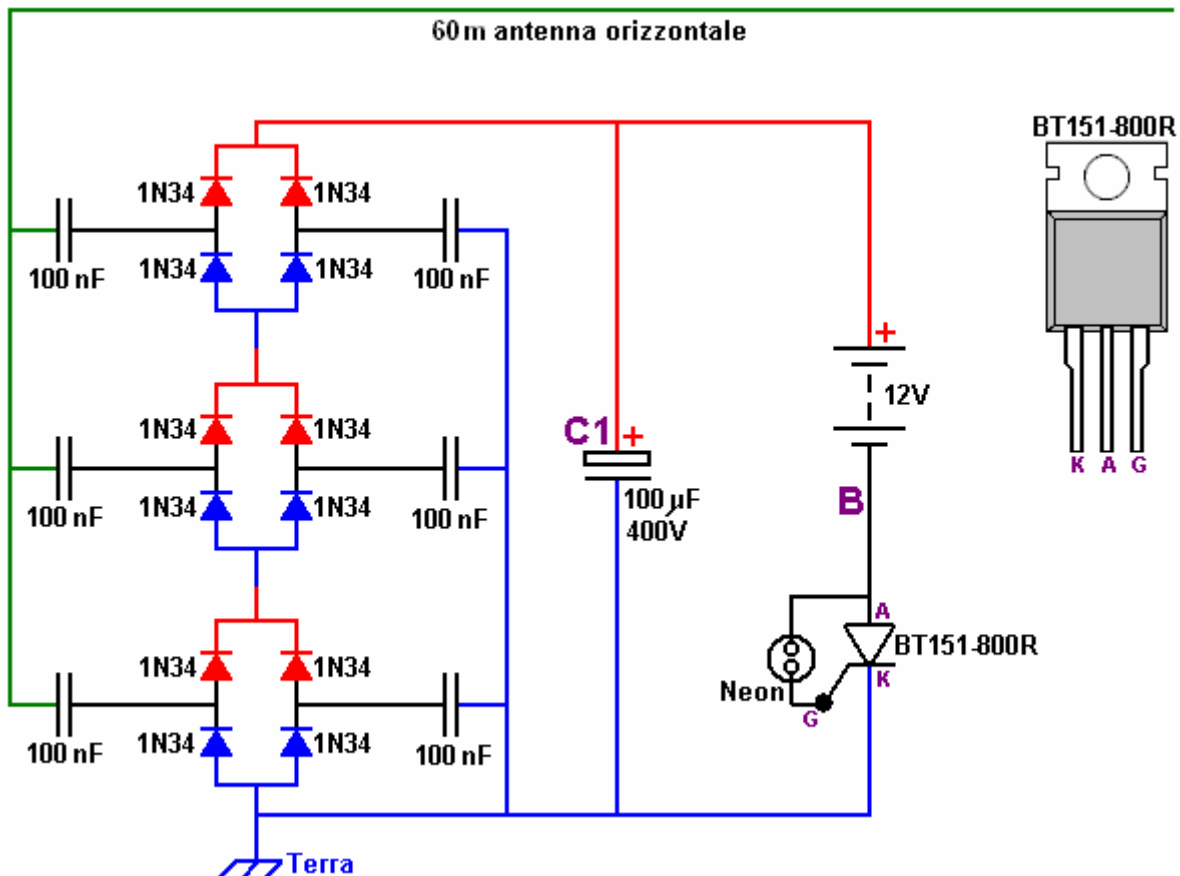 60m antenna orizzontale
BT151-800R
1N34 1N34
1N34 1N34
100 nF 100 nF
+
12V
K A G
1N34 1N34
C1 +
1N34 1N34
100 nF 100 nF
100 µF
400V
B
A
BT151-800R
K
Neon
G
1N34 1N34
1N34 1N34
100 nF 100 nF
Terra